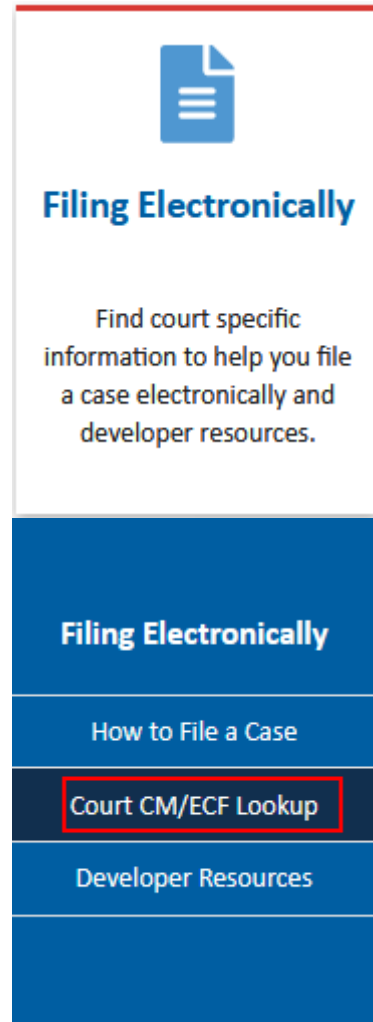 Filing Electronically
Find court specific
information to help you file
a case electronically and
developer resources.
Filing Electronically
How to File a Case
Court CM/ECF Lookup
Developer Resources